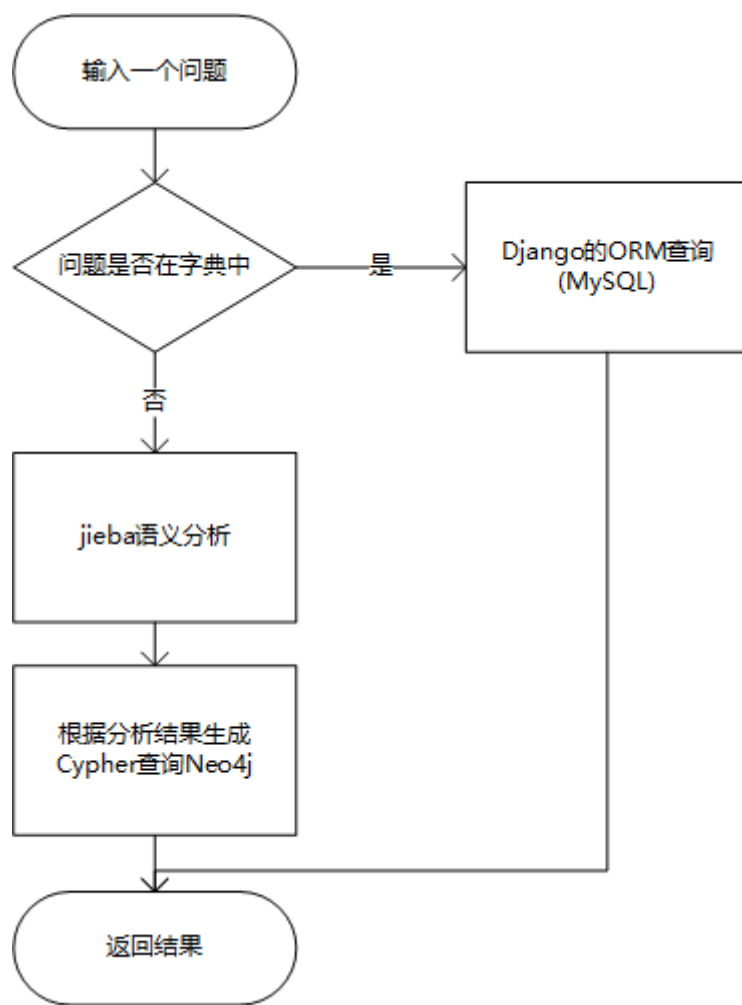 输入一个问题
问题是否在字典中
是
Django的ORM查询
(MySQL)
否
jieba语义分析
根据分析结果生成
Cypher查询Neo4j
返回结果